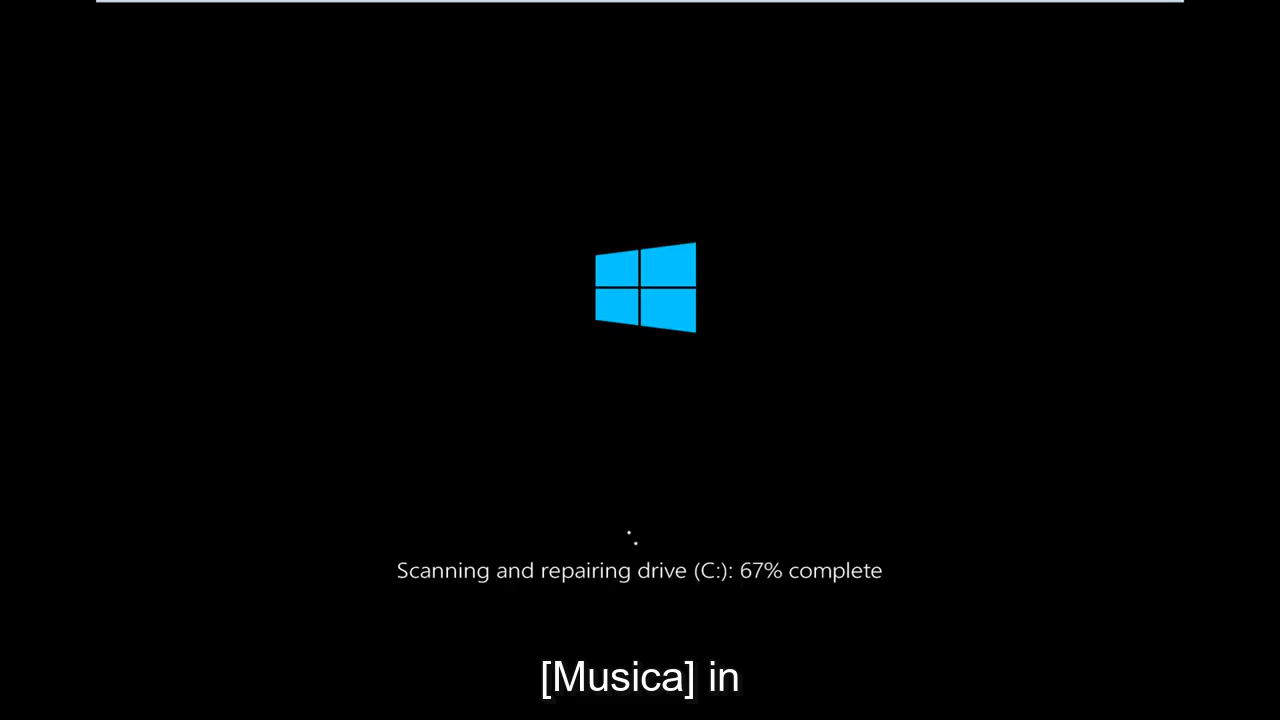 Scanning and repairing drive (C:): 67% complete
[Musica] in